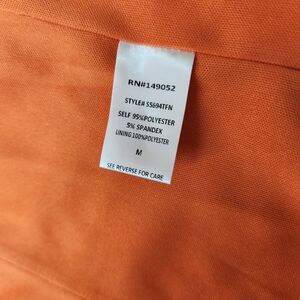 RN#149052
STYLE# S5694TFN
SELF 95%POLYESTER
5% SPANDEX
LINING 100%POLYESTER
M
SEE REVERSE FOR CARE